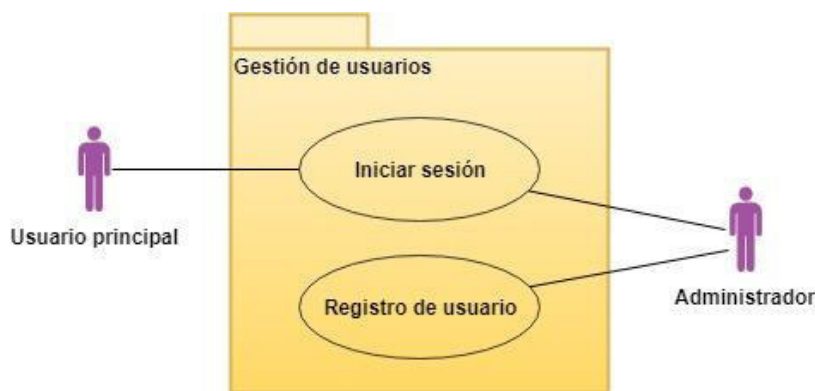 Gestión de usuarios
Iniciar sesión
Usuario principal
Registro de usuario
Administrador